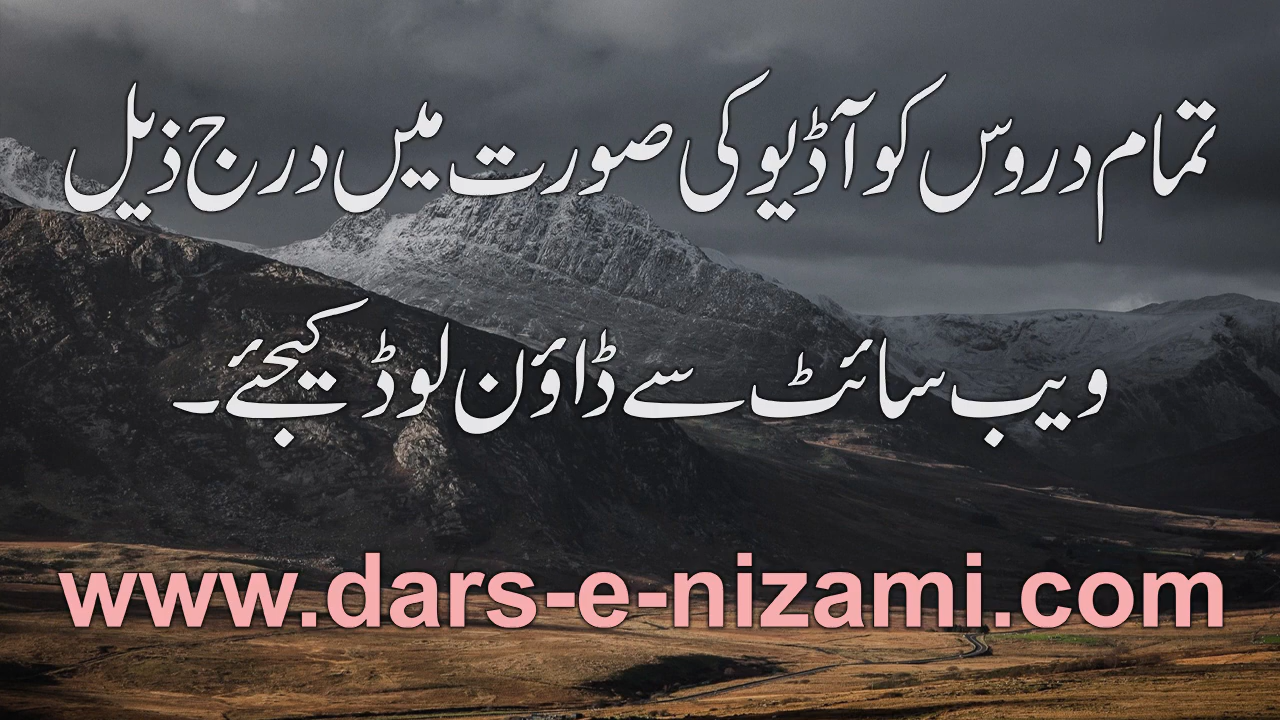 تمام دروس کو آڈیو کی صورت میں درج ذیل
ویب سائٹ سے ڈاؤن لوڈ کیجئے۔
www.dars-e-nizami.com